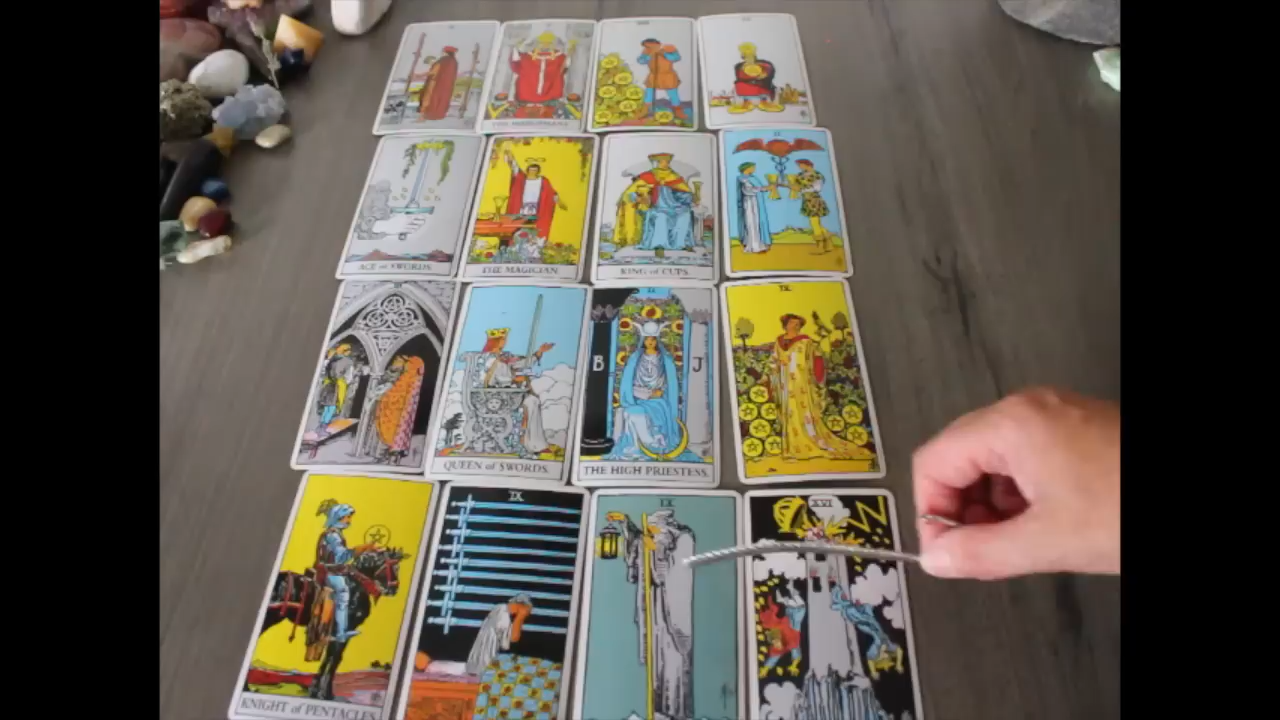 THE HIEROPHANT
ACE of SWORDS.
THE MAGICIAN.
KING of CUPS.
II
QUEEN of SWORDS.
II
B J
THE HIGH PRIESTESS.
IX
KNIGHT of PENTACLES.
IX
IX
XVI